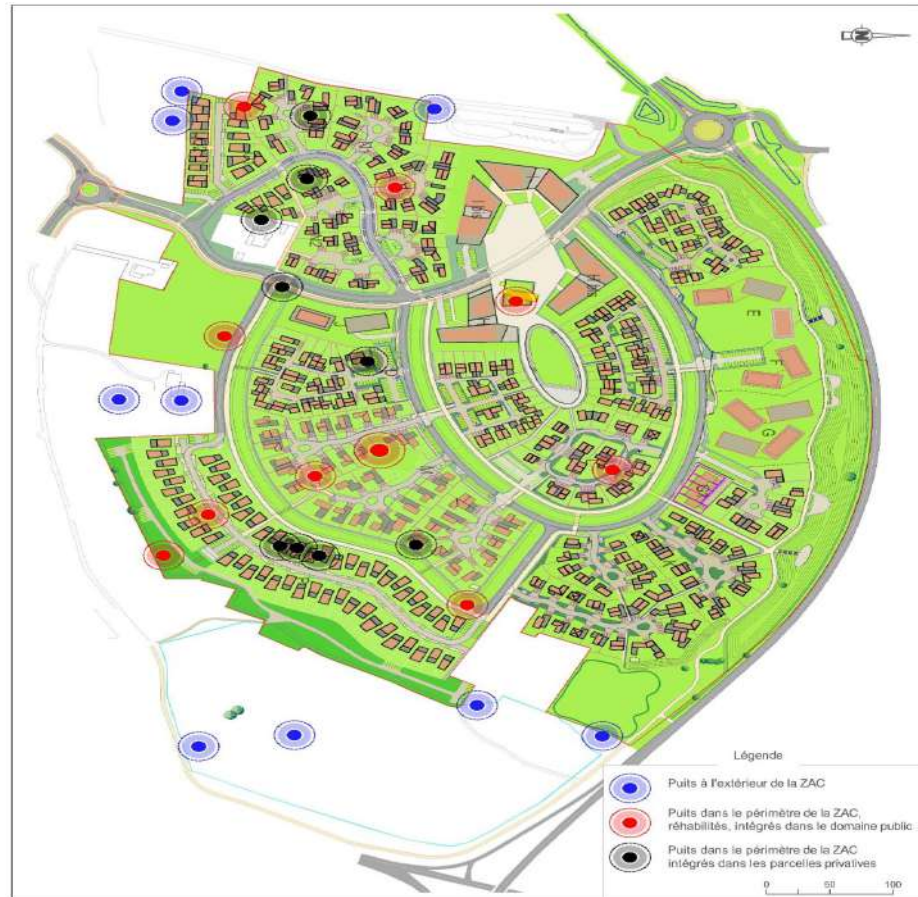 N
E
F
G
Légende
Puits à l'extérieur de la ZAC
Puits dans le périmètre de la ZAC,
réhabilités, intégrés dans le domaine public
Puits dans le périmètre de la ZAC
intégrés dans les parcelles privatives
0 50 100